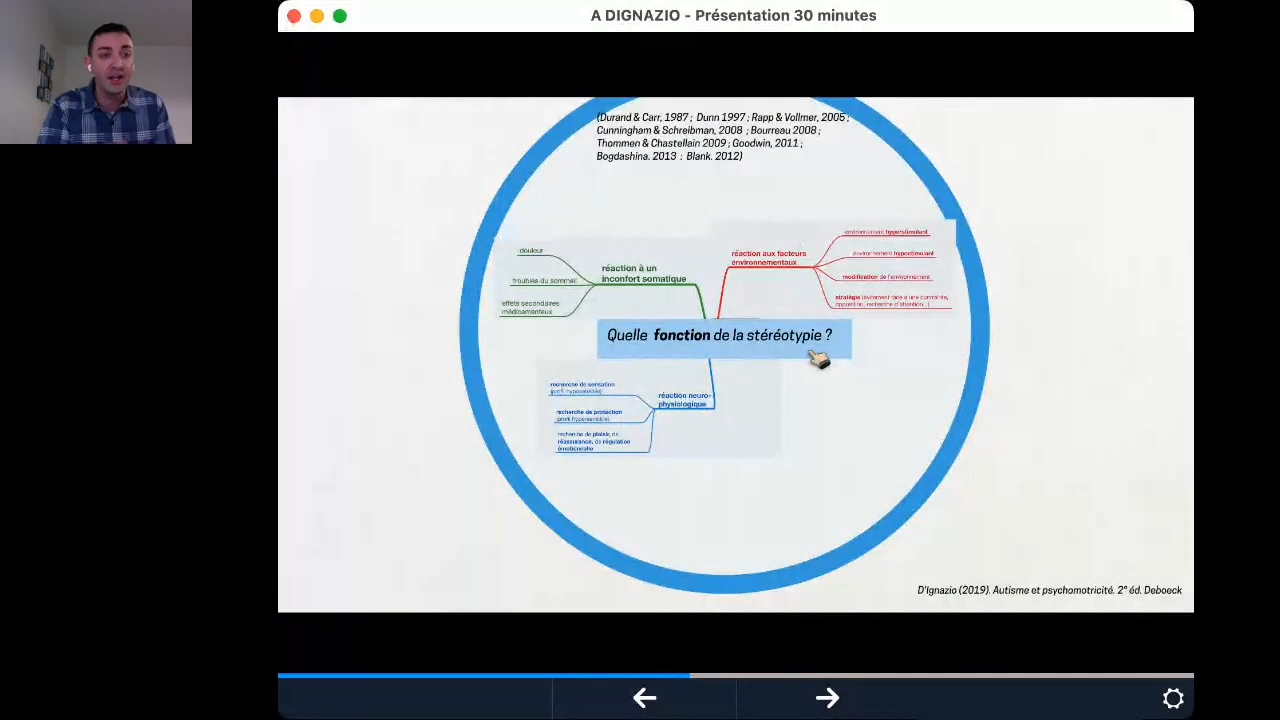 A DIGNAZIO - Présentation 30 minutes
(Durand & Carr, 1987 ; Dunn 1997 ; Rapp & Vollmer, 2005 ;
Cunningham & Schreibman, 2008 ; Bourreau 2008 ;
Thommen & Chastellain 2009 ; Goodwin, 2011 ;
Bogdashina. 2013 ; Blank. 2012)
douleur
troubles du sommeil
effets secondaires
médicamenteux
réaction à un
inconfort somatique
réaction aux facteurs
environnementaux
environnement hyperstimulant
environnement hypostimulant
modification de l'environnement
stratégie (évitement face à une contrainte,
opposition, recherche d'attention...)
Quelle fonction de la stéréotypie ?
recherche de sensation
(profil hyposensible)
recherche de protection
(profil hypersensible)
recherche de plaisir, de
réassurance, de régulation
émotionnelle
réaction neuro-
physiologique
D'Ignazio (2019). Autisme et psychomotricité. 2° éd. Deboeck